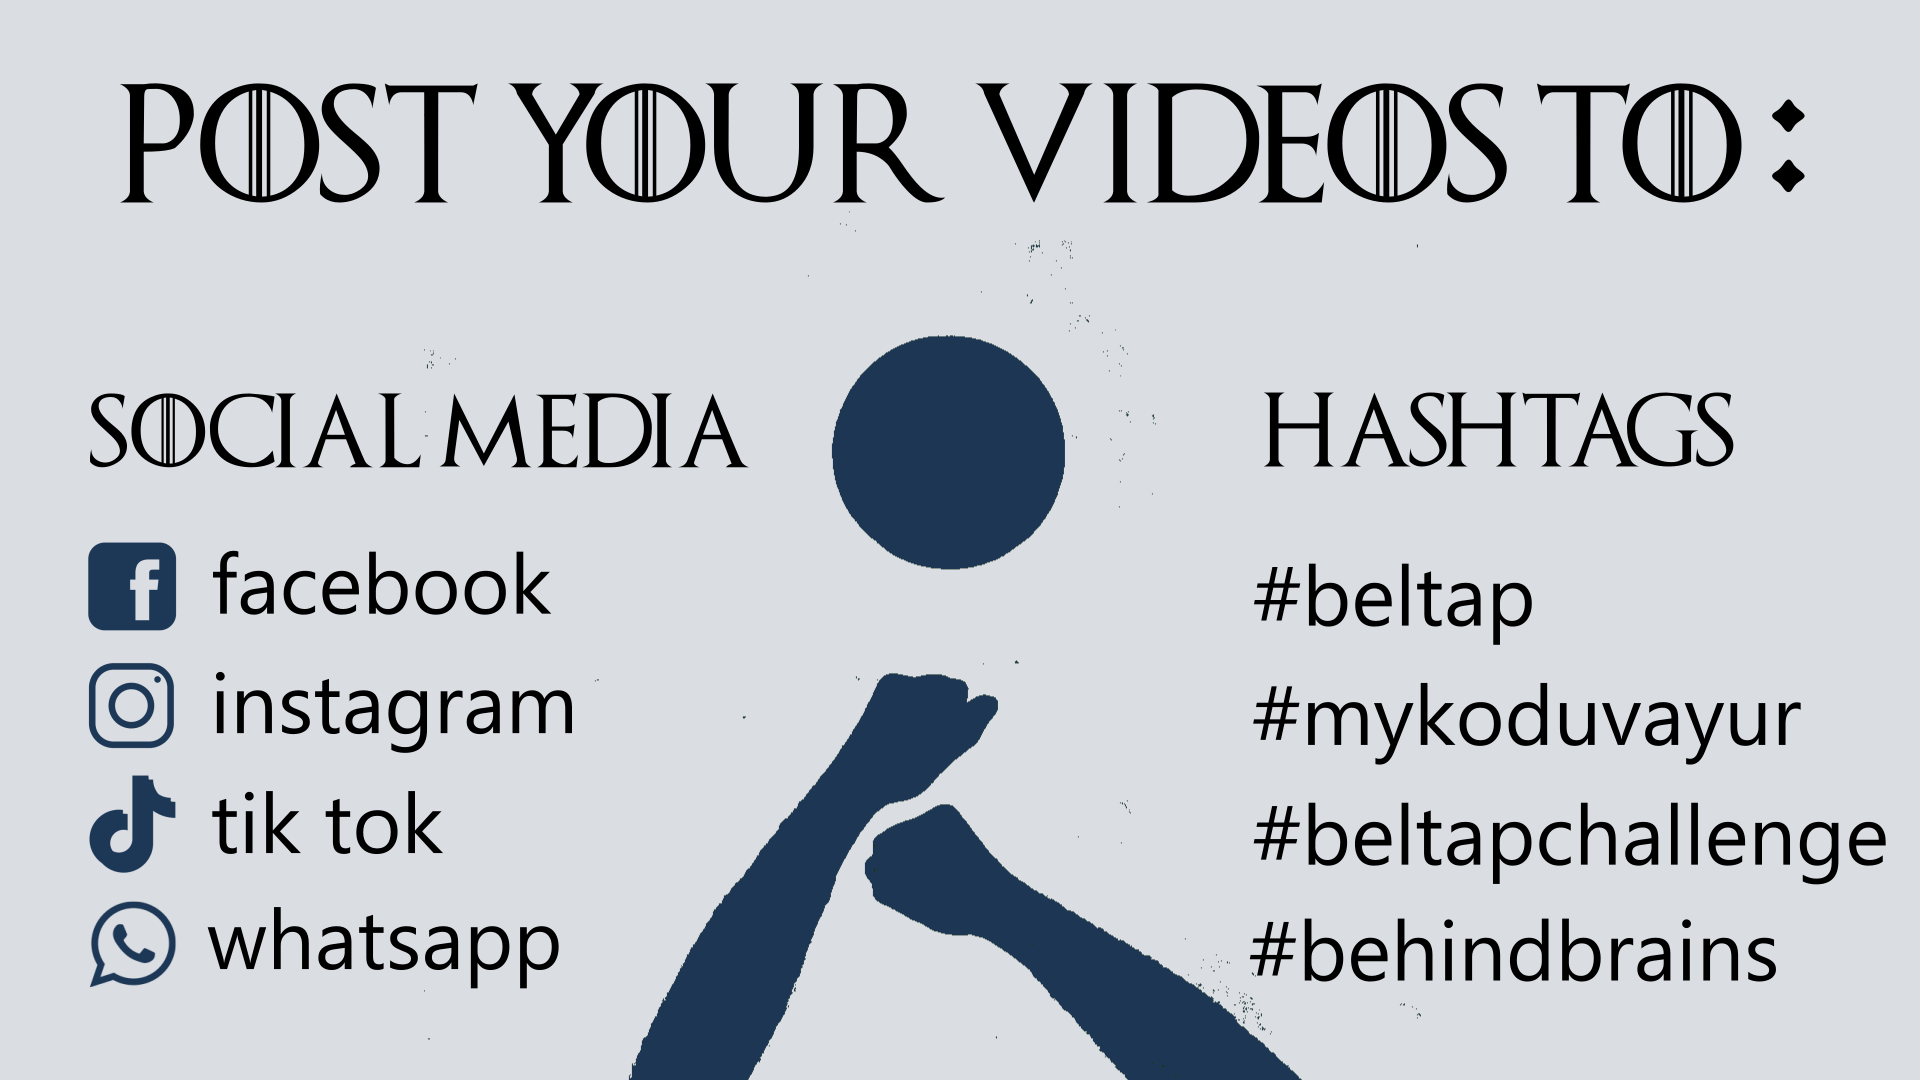 POST YOUR VIDEOS TO :
SOCIAL MEDIA
facebook
instagram
tik tok
whatsapp
HASHTAGS
#beltap
#mykoduvayur
#beltapchallenge
#behindbrains